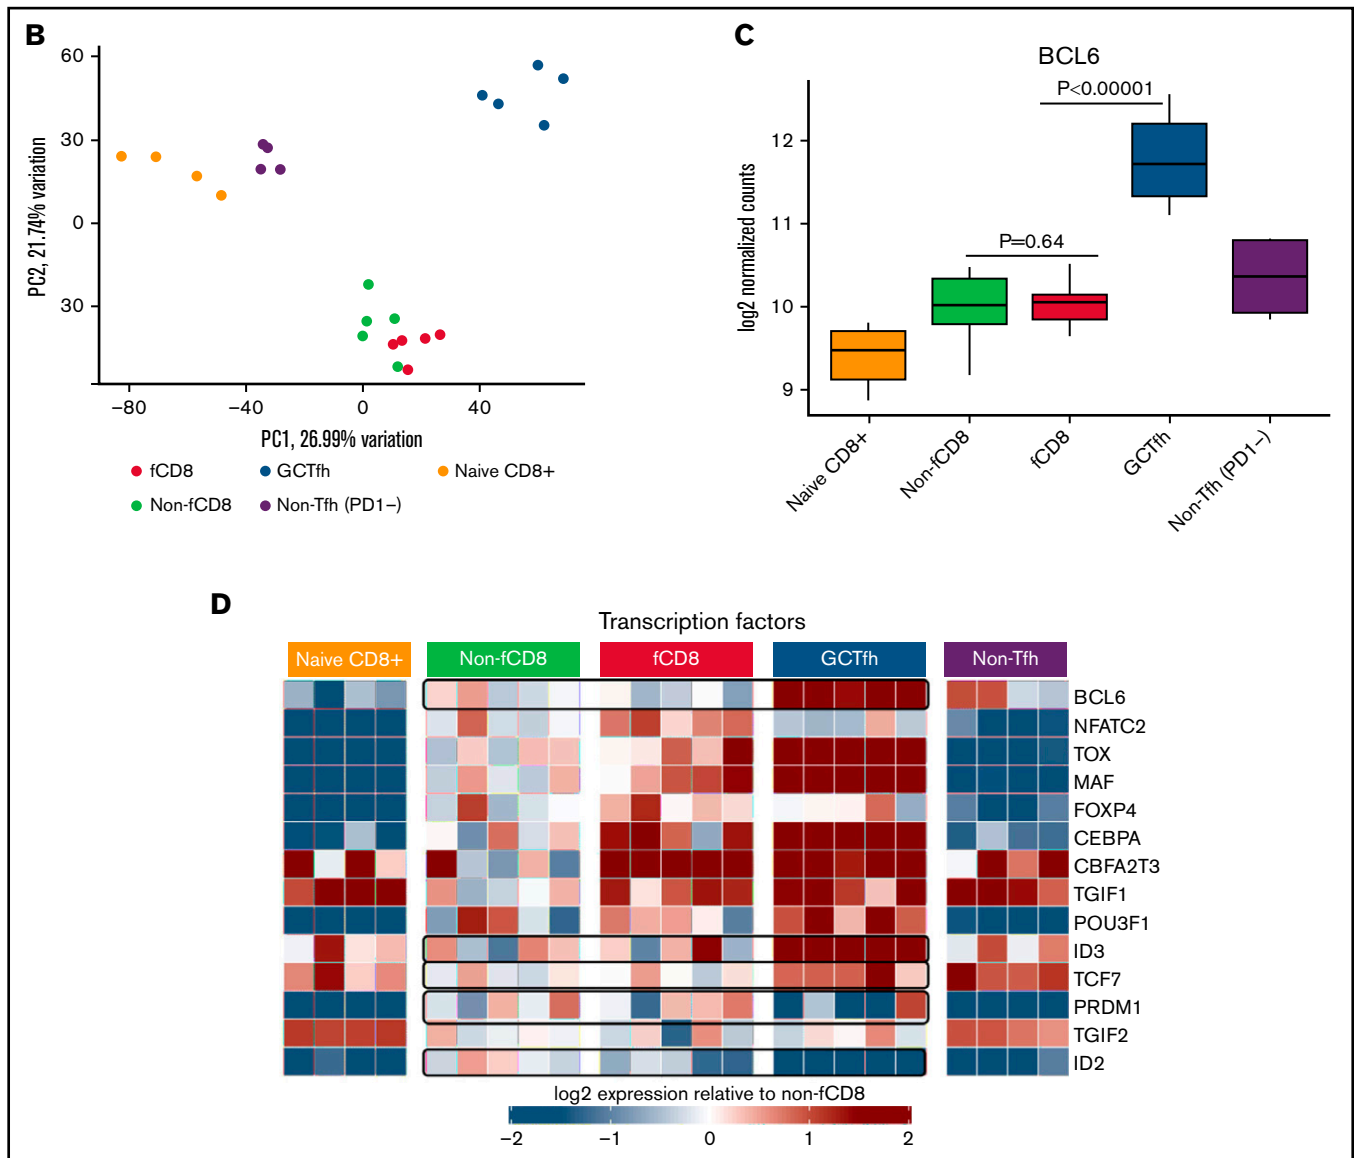 B
60
30
0
30
PC2, 21.74% variation
−80 −40 0 40
PC1, 26.99% variation
fCD8 GCTfh Naive CD8+
Non-fCD8 Non-Tfh (PD1−)
C
BCL6
P<0.00001
P=0.64
12
11
10
9
log2 normalized counts
Naive CD8+
Non-fCD8
fCD8
GCTfh
Non-Tfh (PD1−)
D
Transcription factors
Naive CD8+ Non-fCD8 fCD8 GCTfh Non-Tfh
BCL6
NFATC2
TOX
MAF
FOXP4
CEBPA
CBFA2T3
TGIF1
POU3F1
ID3
TCF7
PRDM1
TGIF2
ID2
log2 expression relative to non-fCD8
−2 −1 0 1 2